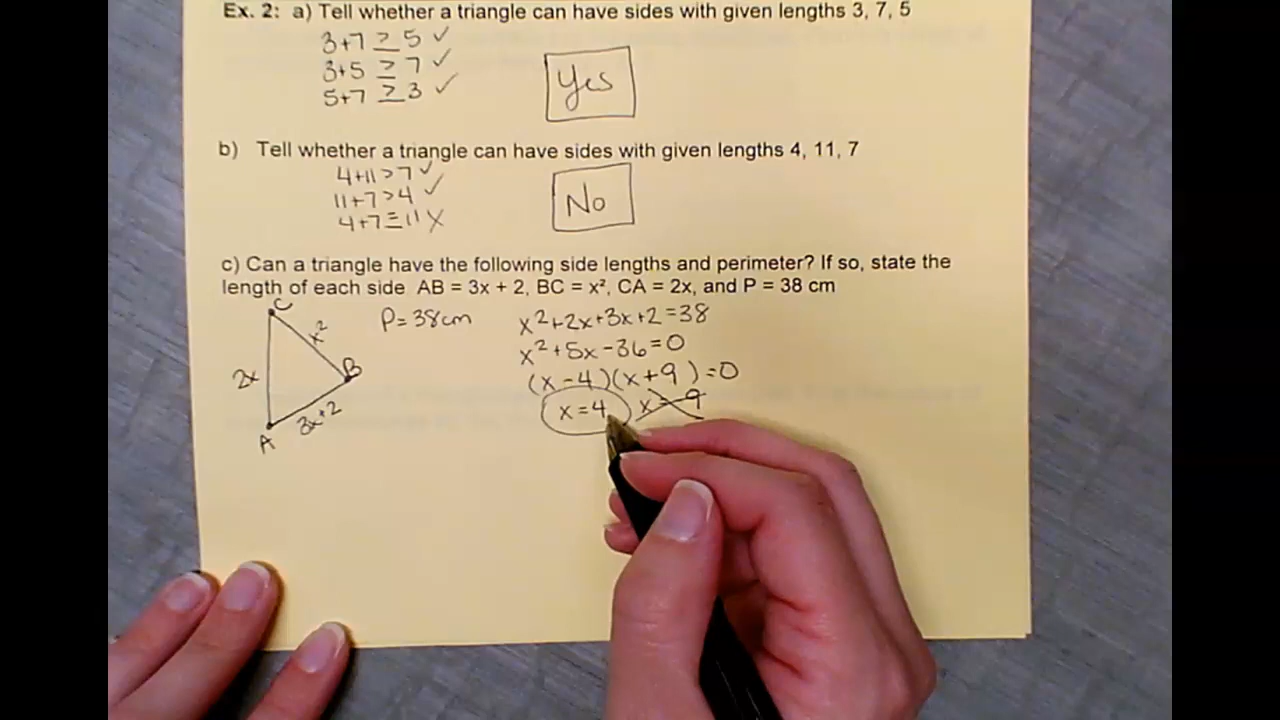 Ex. 2: a) Tell whether a triangle can have sides with given lengths 3, 7, 5
3+7 ≥ 5 ✓
3+5 ≥ 7 ✓
5+7 ≥ 3 ✓
Yes
b) Tell whether a triangle can have sides with given lengths 4, 11, 7
4+11>7 ✓
11+7>4 ✓
4+7=11 X
No
c) Can a triangle have the following side lengths and perimeter? If so, state the
length of each side AB = 3x + 2, BC = x², CA = 2x, and P = 38 cm
C
x²
B
2x
3x+2
A
P=38cm
x²+2x+3x+2=38
x²+5x-36=0
(x-4)(x+9)=0
x=4 x=-9